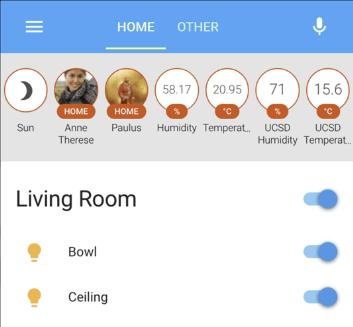 HOME OTHER
58.17 20.95 71 15.6
HOME HOME % °C % °C
Sun Anne Therese Paulus Humidity Temperat... UCSD Humidity UCSD Temperat...
Living Room
Bowl
Ceiling